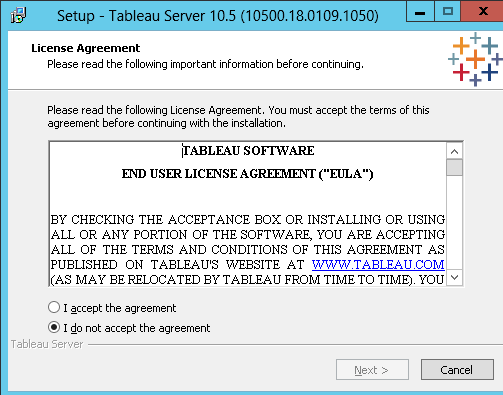 Setup - Tableau Server 10.5 (10500.18.0109.1050)
License Agreement
Please read the following important information before continuing.
Please read the following License Agreement. You must accept the terms of this
agreement before continuing with the installation.
TABLEAU SOFTWARE
END USER LICENSE AGREEMENT ("EULA")
BY CHECKING THE ACCEPTANCE BOX OR INSTALLING OR USING
ALL OR ANY PORTION OF THE SOFTWARE, YOU ARE ACCEPTING
ALL OF THE TERMS AND CONDITIONS OF THIS AGREEMENT AS
PUBLISHED ON TABLEAU'S WEBSITE AT WWW.TABLEAU.COM
(AS MAY BE RELOCATED BY TABLEAU FROM TIME TO TIME). YOU
I accept the agreement
I do not accept the agreement
Tableau Server
Next >
Cancel